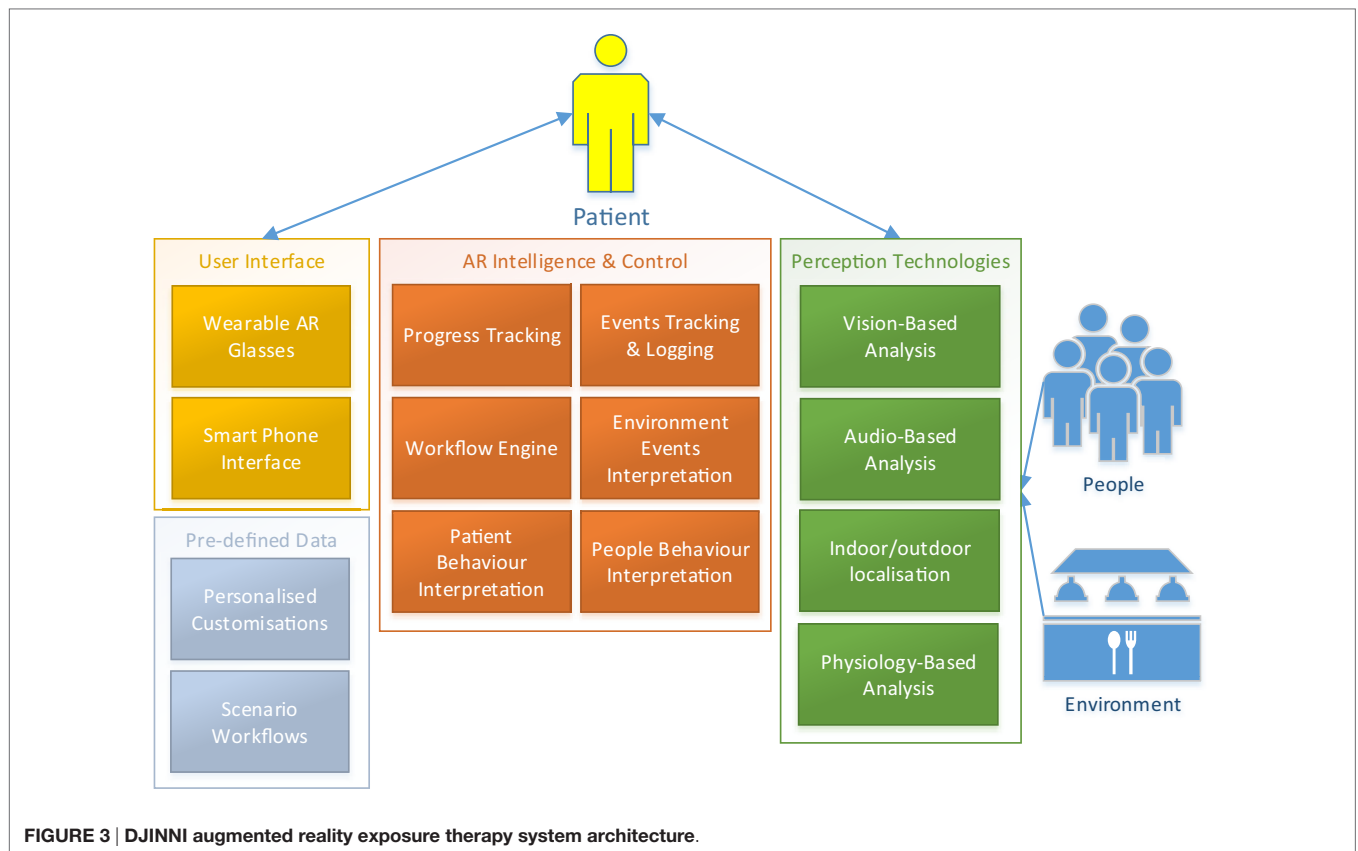 Patient
User Interface
Wearable AR
Glasses
Smart Phone
Interface
Pre-defined Data
Personalised
Customisations
Scenario
Workflows
AR Intelligence & Control
Progress Tracking
Events Tracking
& Logging
Workflow Engine
Environment
Events
Interpretation
Patient
Behaviour
Interpretation
People Behaviour
Interpretation
Perception Technologies
Vision-Based
Analysis
Audio-Based
Analysis
Indoor/outdoor
localisation
Physiology-Based
Analysis
People
Environment
FIGURE 3 | DJINNI augmented reality exposure therapy system architecture.